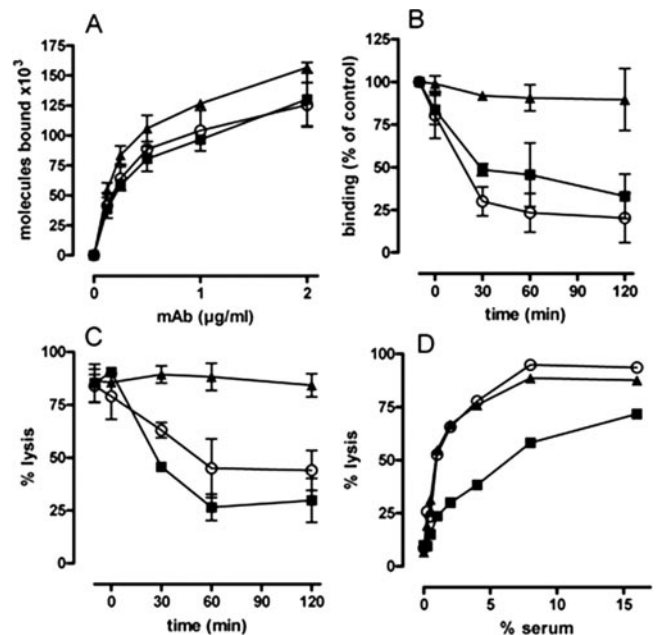 A
molecules bound x10³
175
150
125
100
75
50
25
0
0 1 2
mAb (µg/ml)
B
binding (% of control)
125
100
75
50
25
0
0 30 60 90 120
time (min)
C
% lysis
100
75
50
25
0
0 30 60 90 120
time (min)
D
% lysis
100
75
50
25
0
0 5 10 15
% serum